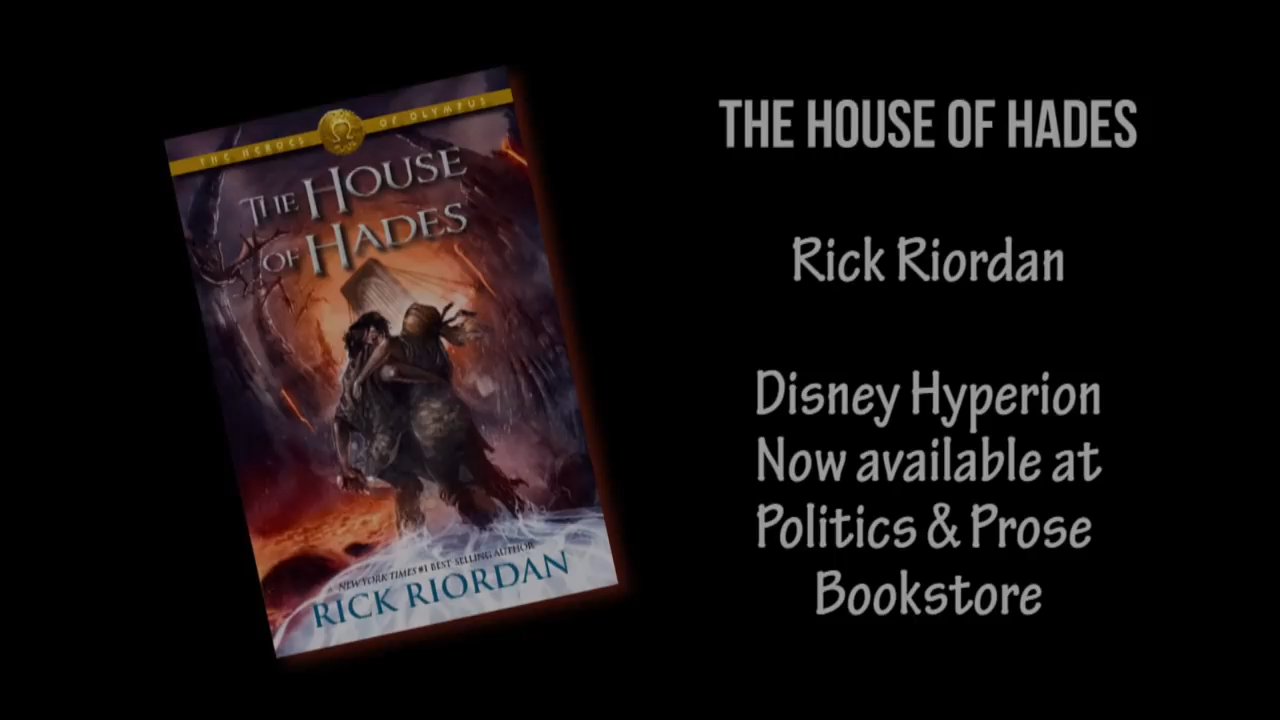 THE HEROES OF OLYMPUS
THE HOUSE
OF HADES
NEW YORK TIMES #1 BEST-SELLING AUTHOR
RICK RIORDAN
THE HOUSE OF HADES
Rick Riordan
Disney Hyperion
Now available at
Politics & Prose
Bookstore